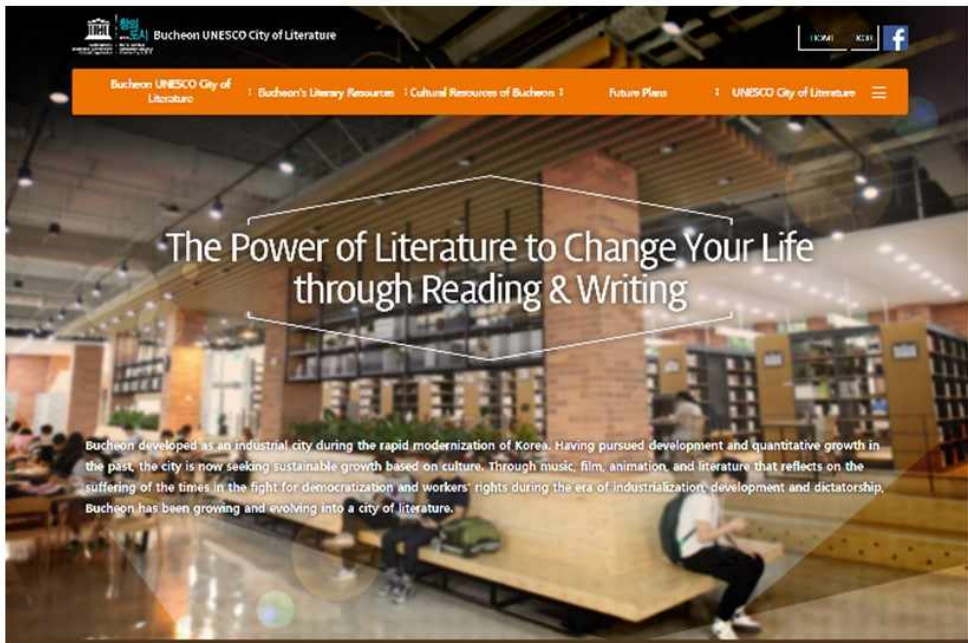 향의
도시
Bucheon UNESCO City of Literature
HOME
Bucheon UNESCO City of
Literature
Bucheon's Literary Resources
Cultural Resources of Bucheon
Future Plans
UNESCO City of Literature
The Power of Literature to Change Your Life
through Reading & Writing
Bucheon developed as an industrial city during the rapid modernization of Korea. Having pursued development and quantitative growth in
the past, the city is now seeking sustainable growth based on culture. Through music, film, animation, and literature that reflects on the
suffering of the times in the fight for democratization and workers' rights during the era of industrialization, development and dictatorship,
Bucheon has been growing and evolving into a city of literature.